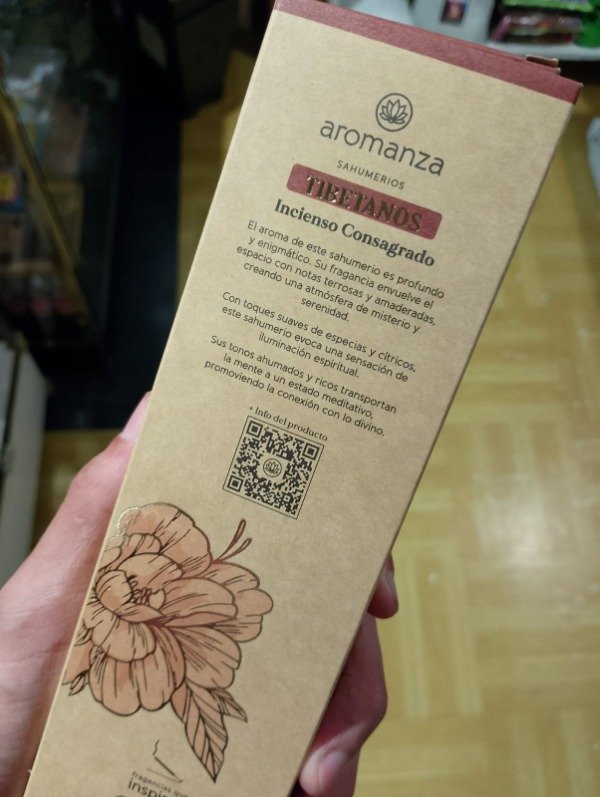 aromanza
SAHUMERIOS
TIBETANOS
Incienso Consagrado
El aroma de este sahumerio es profundo
y enigmático. Su fragancia envuelve el
espacio con notas terrosas y amaderadas,
creando una atmósfera de misterio y
serenidad.
Con toques suaves de especias y cítricos,
este sahumerio evoca una sensación de
iluminación espiritual.
Sus tonos ahumados y ricos transportan
la mente a un estado meditativo,
promoviendo la conexión con lo divino.
+ Info del producto
fragancias que